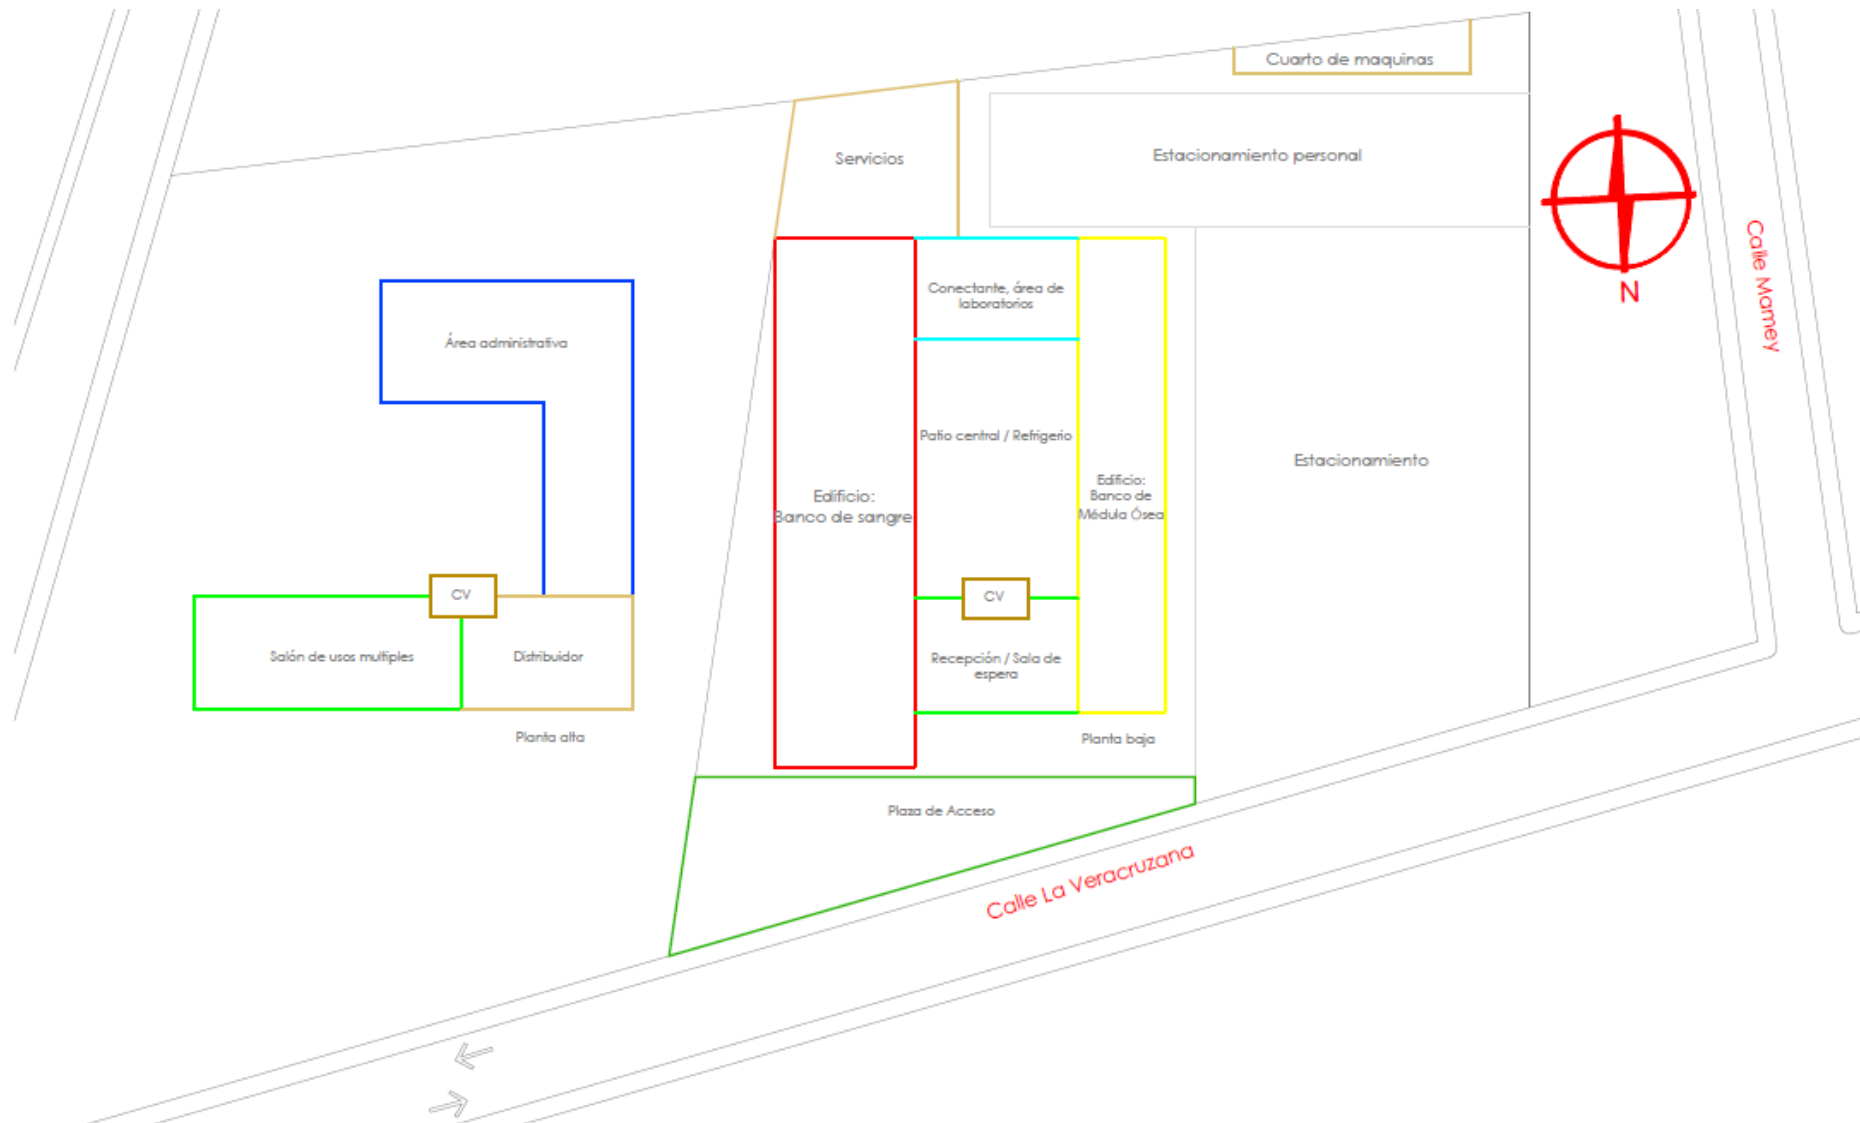 Cuarto de maquinas
Servicios
Estacionamiento personal
N
Calle Mamey
Conectante, área de
laboratorios
Área administrativa
Patio central / Refrigerio
Estacionamiento
Edificio:
Banco de sangre
Edificio:
Banco de
Médula Ósea
CV
CV
Salón de usos multiples
Distribuidor
Recepción / Sala de
espera
Planta alta
Planta baja
Plaza de Acceso
Calle La Veracruzana